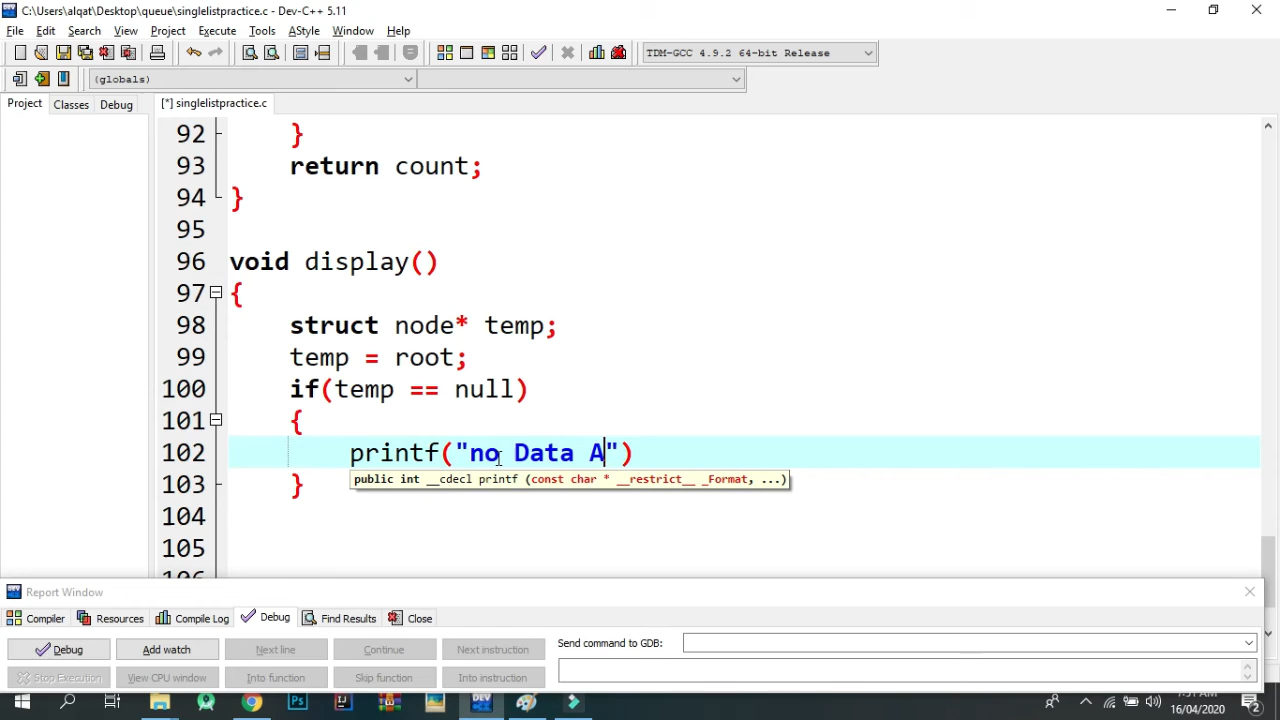 C:\Users\alqat\Desktop\queue\singlelistpractice.c - Dev-C++ 5.11
File Edit Search View Project Execute Tools AStyle Window Help
TDM-GCC 4.9.2 64-bit Release
(globals)
Project Classes Debug [*] singlelistpractice.c
92 }
93 return count;
94 }
95
96 void display()
97 {
98 struct node* temp;
99 temp = root;
100 if(temp == null)
101 {
102 printf("no Data A")
public int __cdecl printf (const char * __restrict__ _Format, ...)
103 }
104
105
106
Report Window
Compiler Resources Compile Log Debug Find Results Close
Debug Add watch Next line Continue Next instruction Send command to GDB:
Stop Execution View CPU window Into function Skip function Into instruction
7:51 AM
16/04/2020
2